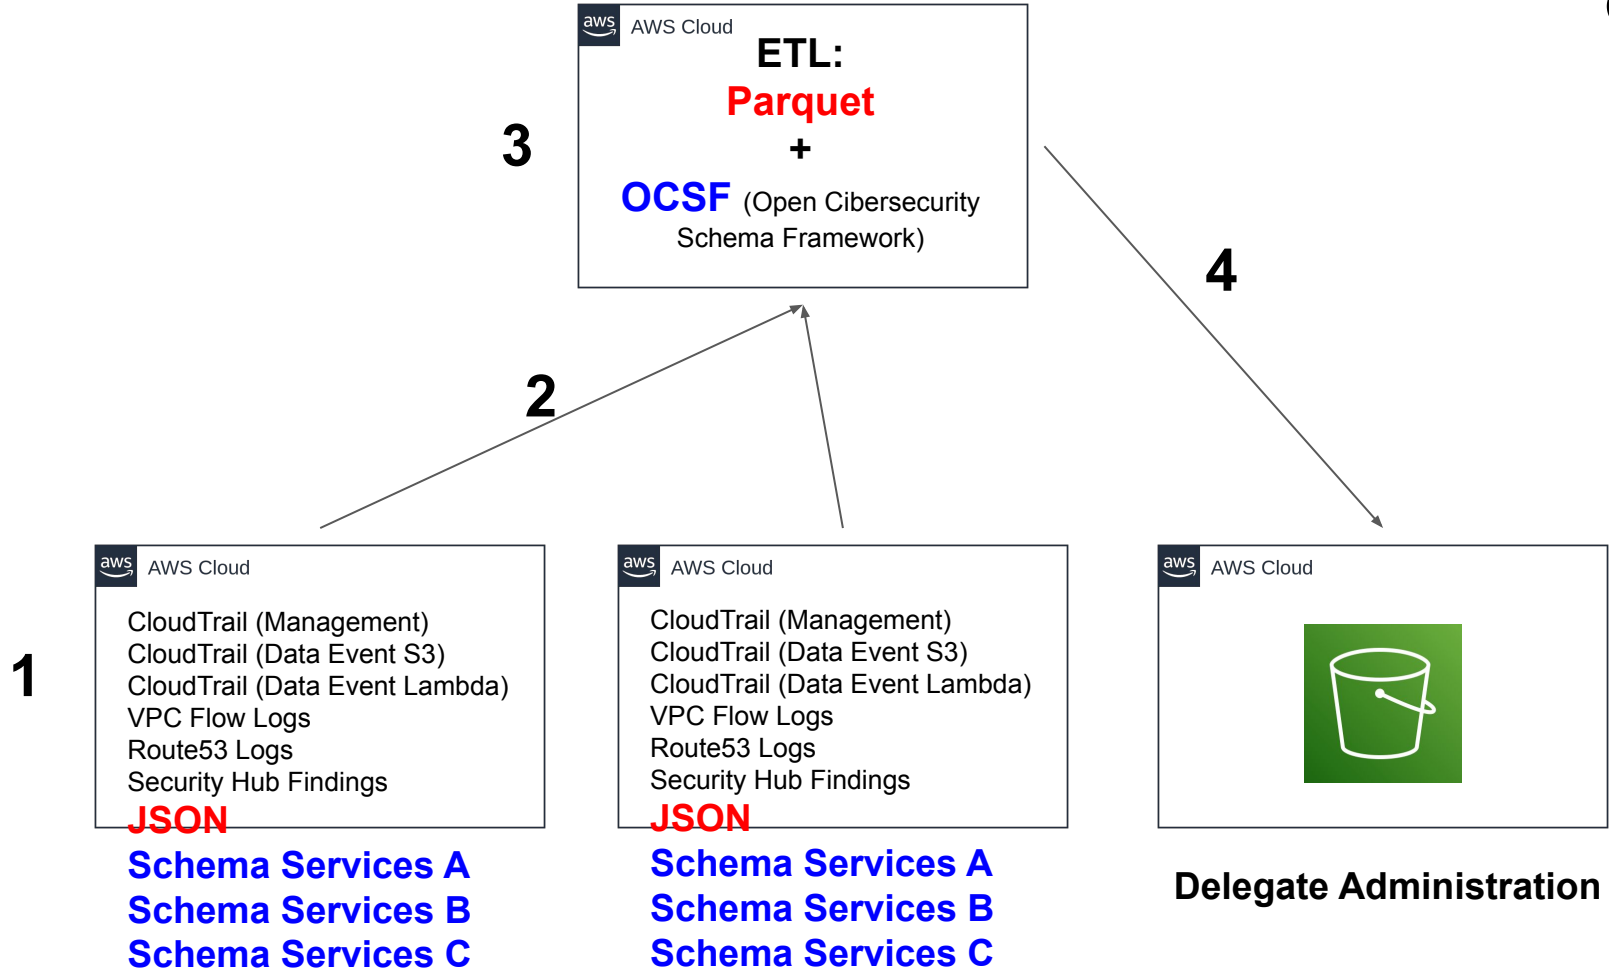 aws AWS Cloud
ETL:
Parquet
+
OCSF (Open Cibersecurity
Schema Framework)
3
4
2
1
aws AWS Cloud
CloudTrail (Management)
CloudTrail (Data Event S3)
CloudTrail (Data Event Lambda)
VPC Flow Logs
Route53 Logs
Security Hub Findings
JSON
Schema Services A
Schema Services B
Schema Services C
aws AWS Cloud
CloudTrail (Management)
CloudTrail (Data Event S3)
CloudTrail (Data Event Lambda)
VPC Flow Logs
Route53 Logs
Security Hub Findings
JSON
Schema Services A
Schema Services B
Schema Services C
aws AWS Cloud
Delegate Administration